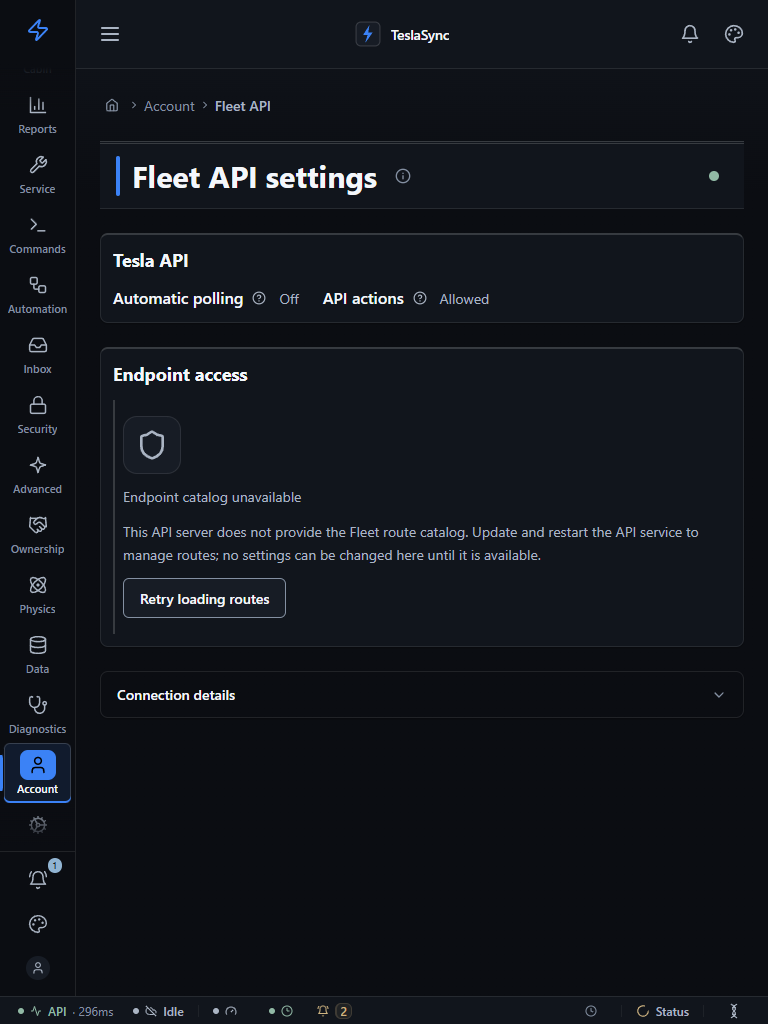 TeslaSync
Reports
Service
Commands
Automation
Inbox
Security
Advanced
Ownership
Physics
Data
Diagnostics
Account
1
Account
Fleet API
Fleet API settings
Tesla API
Automatic polling Off API actions Allowed
Endpoint access
Endpoint catalog unavailable
This API server does not provide the Fleet route catalog. Update and restart the API service to
manage routes; no settings can be changed here until it is available.
Retry loading routes
Connection details
API · 296ms Idle 2 Status